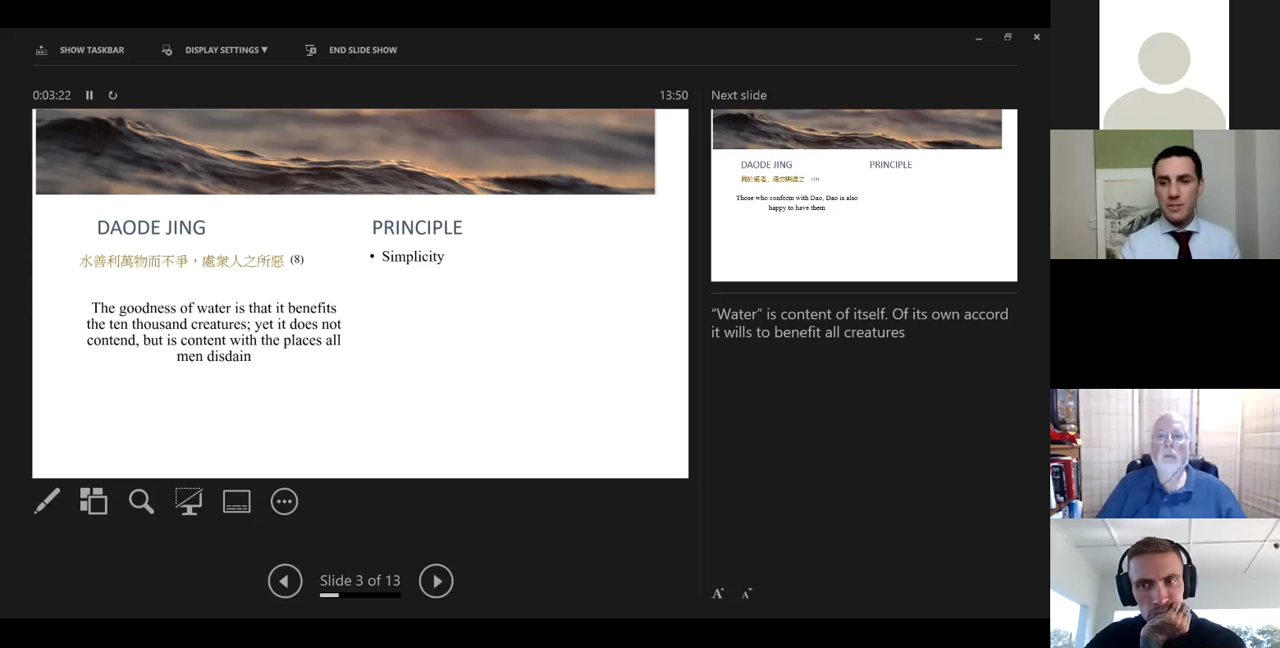 SHOW TASKBAR
DISPLAY SETTINGS ▼
END SLIDE SHOW
0:03:22
13:50
Next slide
DAODE JING
PRINCIPLE
水善利萬物而不爭，處衆人之所惡 (8)
• Simplicity
The goodness of water is that it benefits
the ten thousand creatures; yet it does not
contend, but is content with the places all
men disdain
DAODE JING
PRINCIPLE
Those who conform with Dao, Dao is also
happy to have them
"Water" is content of itself. Of its own accord
it wills to benefit all creatures
Slide 3 of 13
A
A